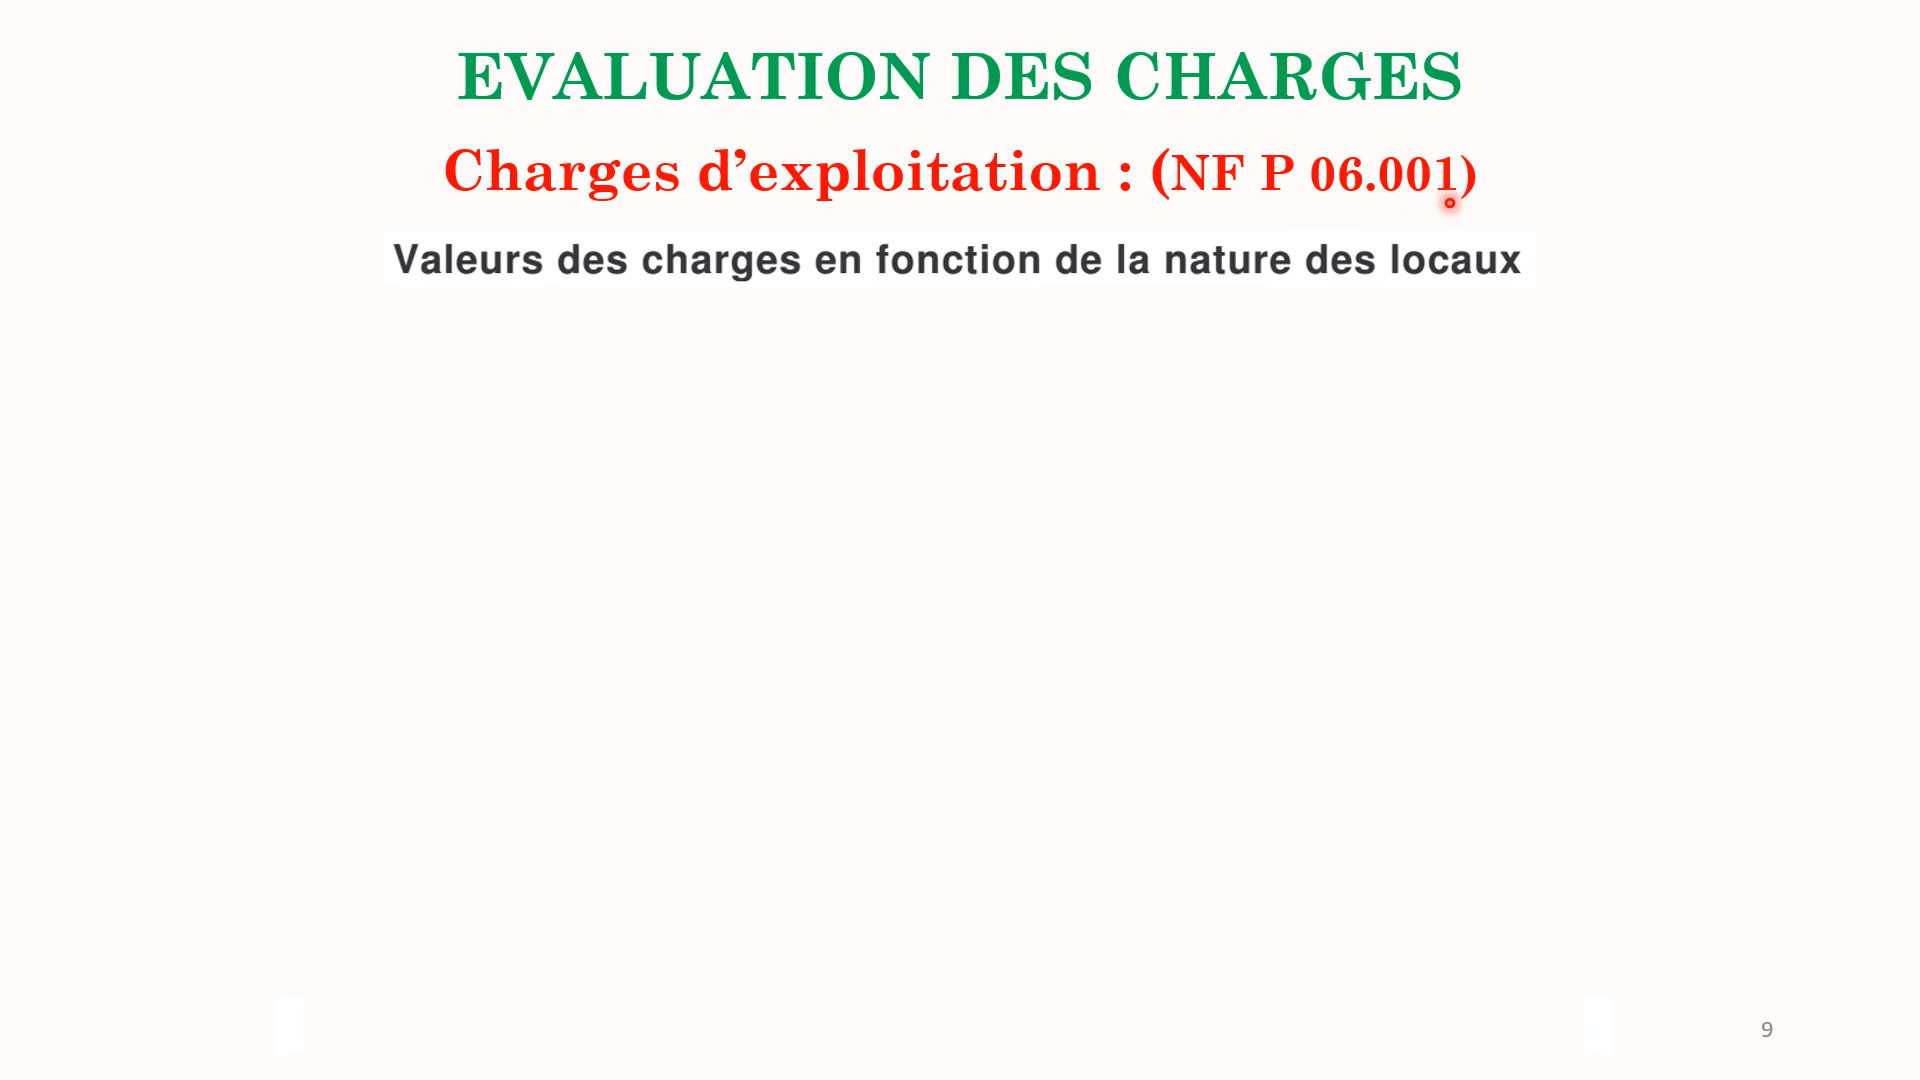 EVALUATION DES CHARGES
Charges d’exploitation : (NF P 06.001)
Valeurs des charges en fonction de la nature des locaux
9